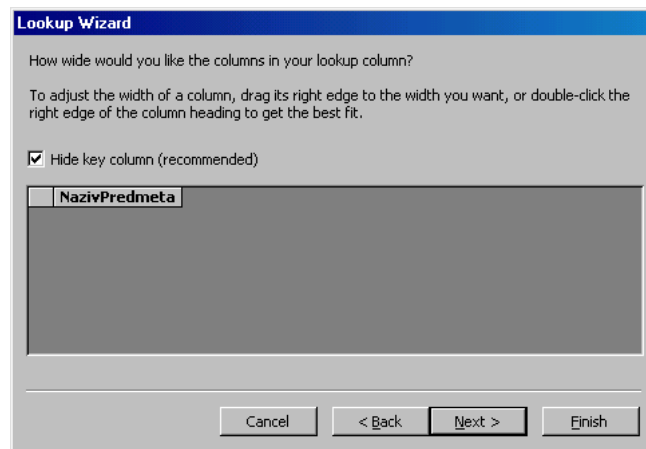 Lookup Wizard
How wide would you like the columns in your lookup column?
To adjust the width of a column, drag its right edge to the width you want, or double-click the
right edge of the column heading to get the best fit.
Hide key column (recommended)
NazivPredmeta
Cancel < Back Next > Finish